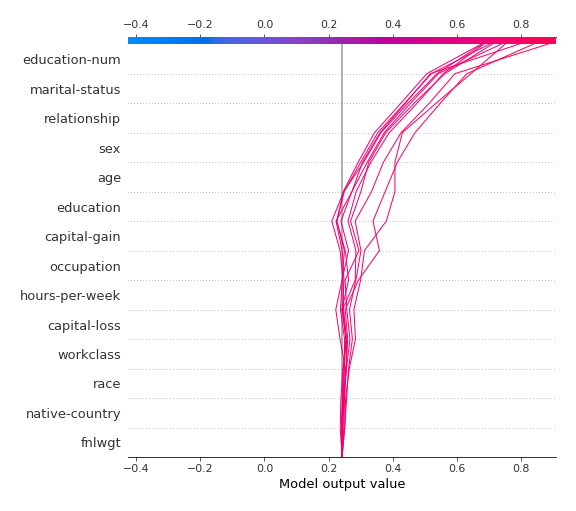 −0.4 −0.2 0.0 0.2 0.4 0.6 0.8
education-num
marital-status
relationship
sex
age
education
capital-gain
occupation
hours-per-week
capital-loss
workclass
race
native-country
fnlwgt
−0.4 −0.2 0.0 0.2 0.4 0.6 0.8
Model output value